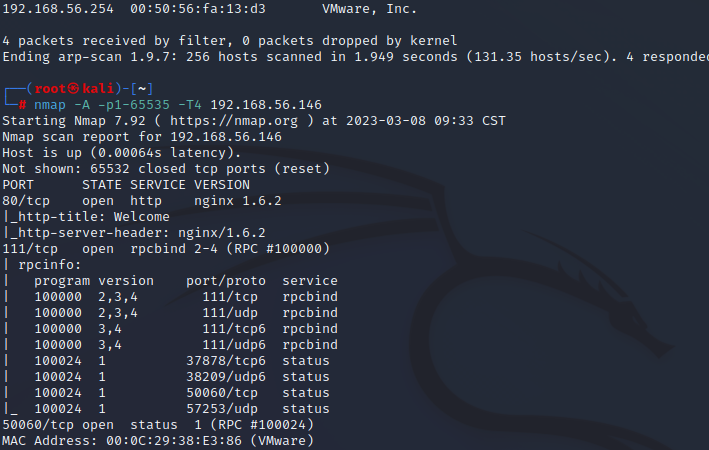 192.168.56.254  00:50:56:fa:13:d3       VMware, Inc.
4 packets received by filter, 0 packets dropped by kernel
Ending arp-scan 1.9.7: 256 hosts scanned in 1.949 seconds (131.35 hosts/sec). 4 responded
┌──(root㉿kali)-[~]
└─# nmap -A -p1-65535 -T4 192.168.56.146
Starting Nmap 7.92 ( https://nmap.org ) at 2023-03-08 09:33 CST
Nmap scan report for 192.168.56.146
Host is up (0.00064s latency).
Not shown: 65532 closed tcp ports (reset)
PORT      STATE SERVICE VERSION
80/tcp    open  http    nginx 1.6.2
|_http-title: Welcome
|_http-server-header: nginx/1.6.2
111/tcp   open  rpcbind 2-4 (RPC #100000)
| rpcinfo:
|   program version    port/proto  service
|   100000  2,3,4        111/tcp   rpcbind
|   100000  2,3,4        111/udp   rpcbind
|   100000  3,4          111/tcp6  rpcbind
|   100000  3,4          111/udp6  rpcbind
|   100024  1          37878/tcp6  status
|   100024  1          38209/udp6  status
|   100024  1          50060/tcp   status
|_  100024  1          57253/udp   status
50060/tcp open  status  1 (RPC #100024)
MAC Address: 00:0C:29:38:E3:86 (VMware)